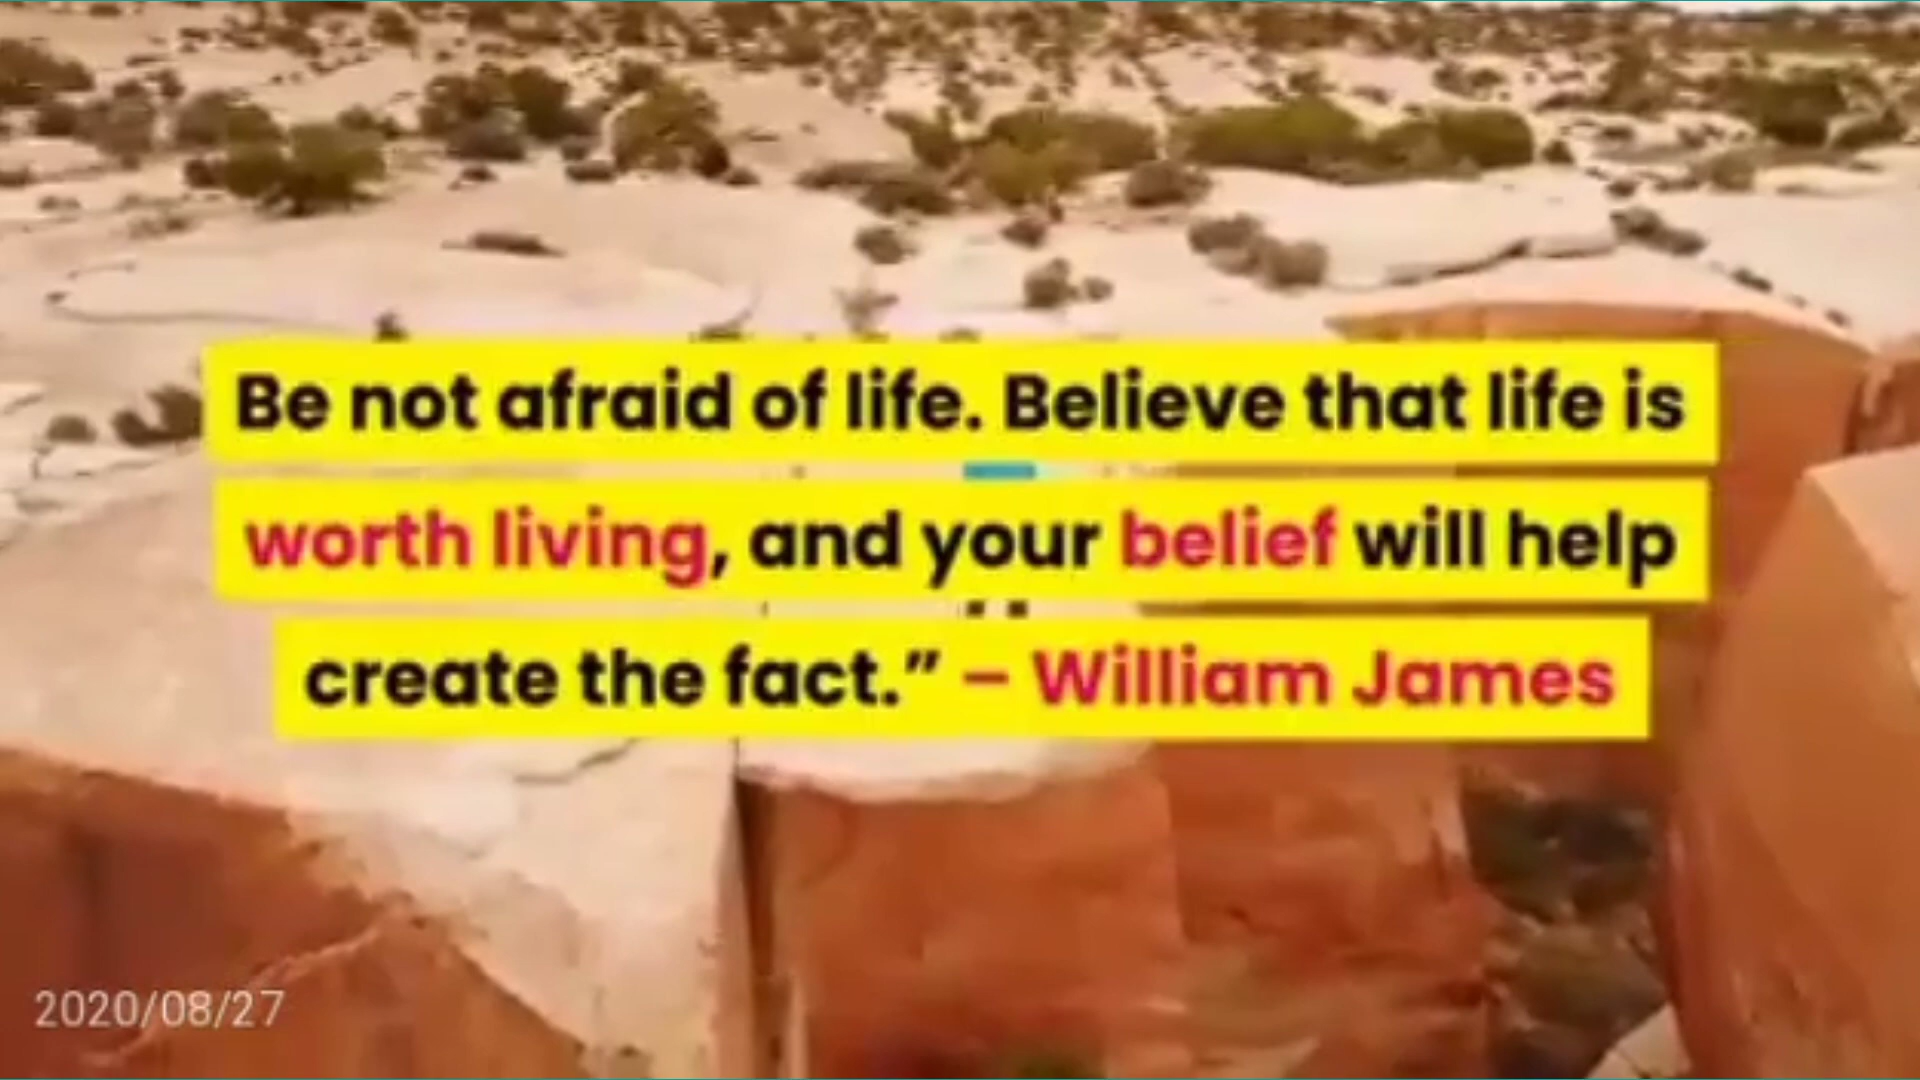 Be not afraid of life. Believe that life is
worth living, and your belief will help
create the fact.” – William James
2020/08/27